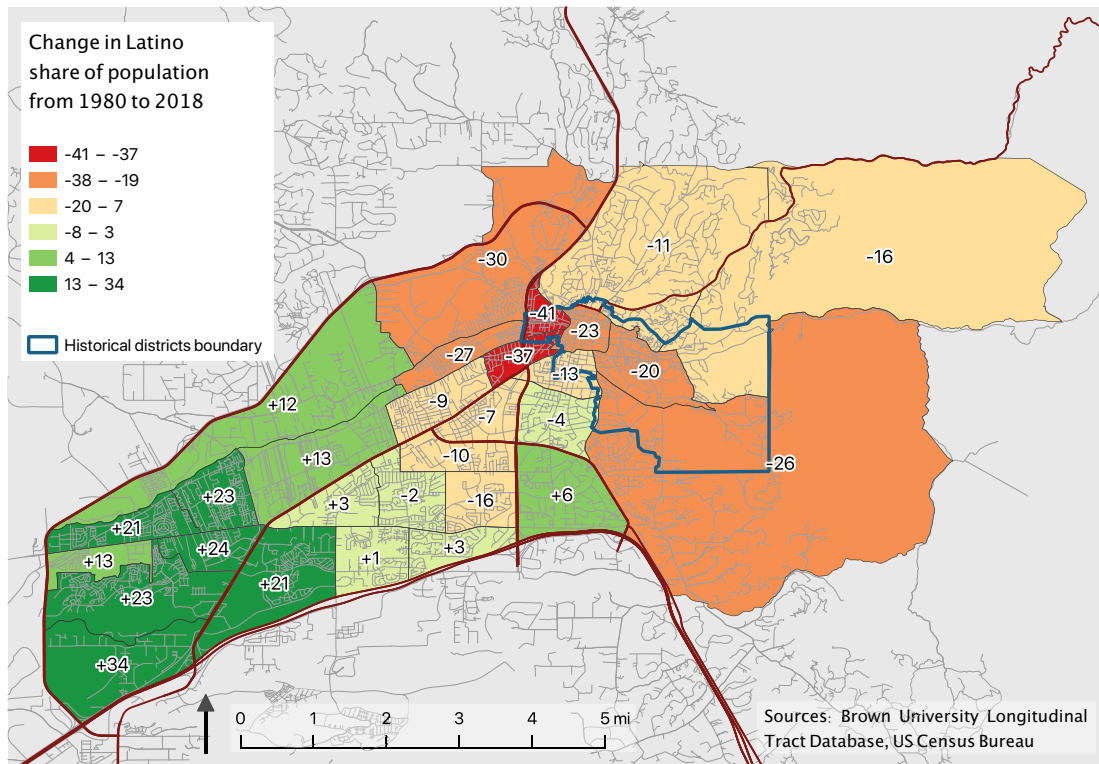 Change in Latino
share of population
from 1980 to 2018
-41 – -37
-38 – -19
-20 – 7
-8 – 3
4 – 13
13 – 34
Historical districts boundary
-11
-16
-30
-41
-23
-27
-37
-13
-20
-9
-7
-4
+12
-10
+13
-26
+23
+3
-2
-16
+6
+21
+24
+3
+13
+1
+21
+23
+34
0 1 2 3 4 5 mi
Sources: Brown University Longitudinal
Tract Database, US Census Bureau